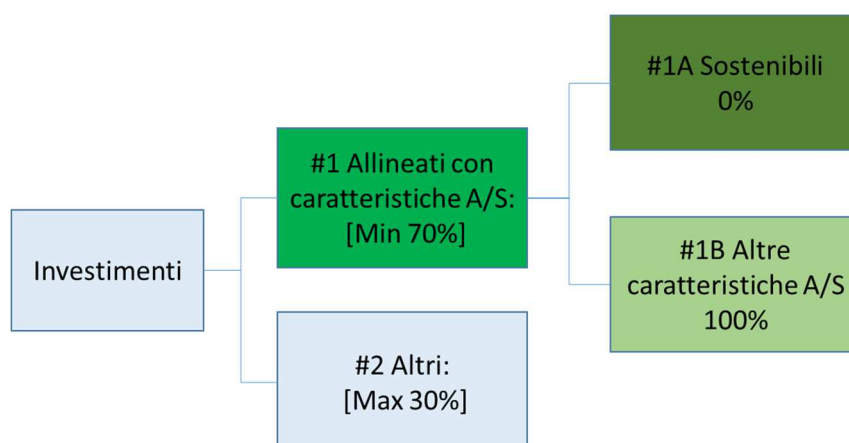 Investimenti
#1 Allineati con
caratteristiche A/S:
[Min 70%]
#2 Altri:
[Max 30%]
#1A Sostenibili
0%
#1B Altre
caratteristiche A/S
100%